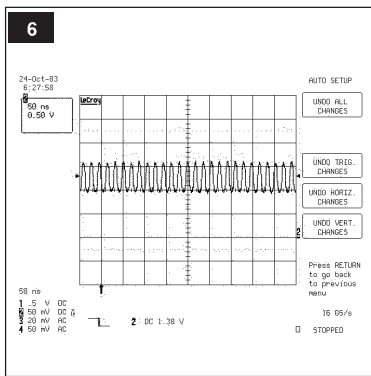 6
24-Oct-83
6:27:58
2
50 ns
0.50 V
LeCroy
AUTO SETUP
UNDO ALL
CHANGES
UNDO TRIG.
CHANGES
UNDO HORIZ.
CHANGES
UNDO VERT.
CHANGES
2
Press RETURN
to go back
to previous
menu
50 ns
1 .5 V DC
2 50 mV DC
3 20 mV AC
4 50 mV AC
2 DC 1.38 V
16 GS/s
STOPPED